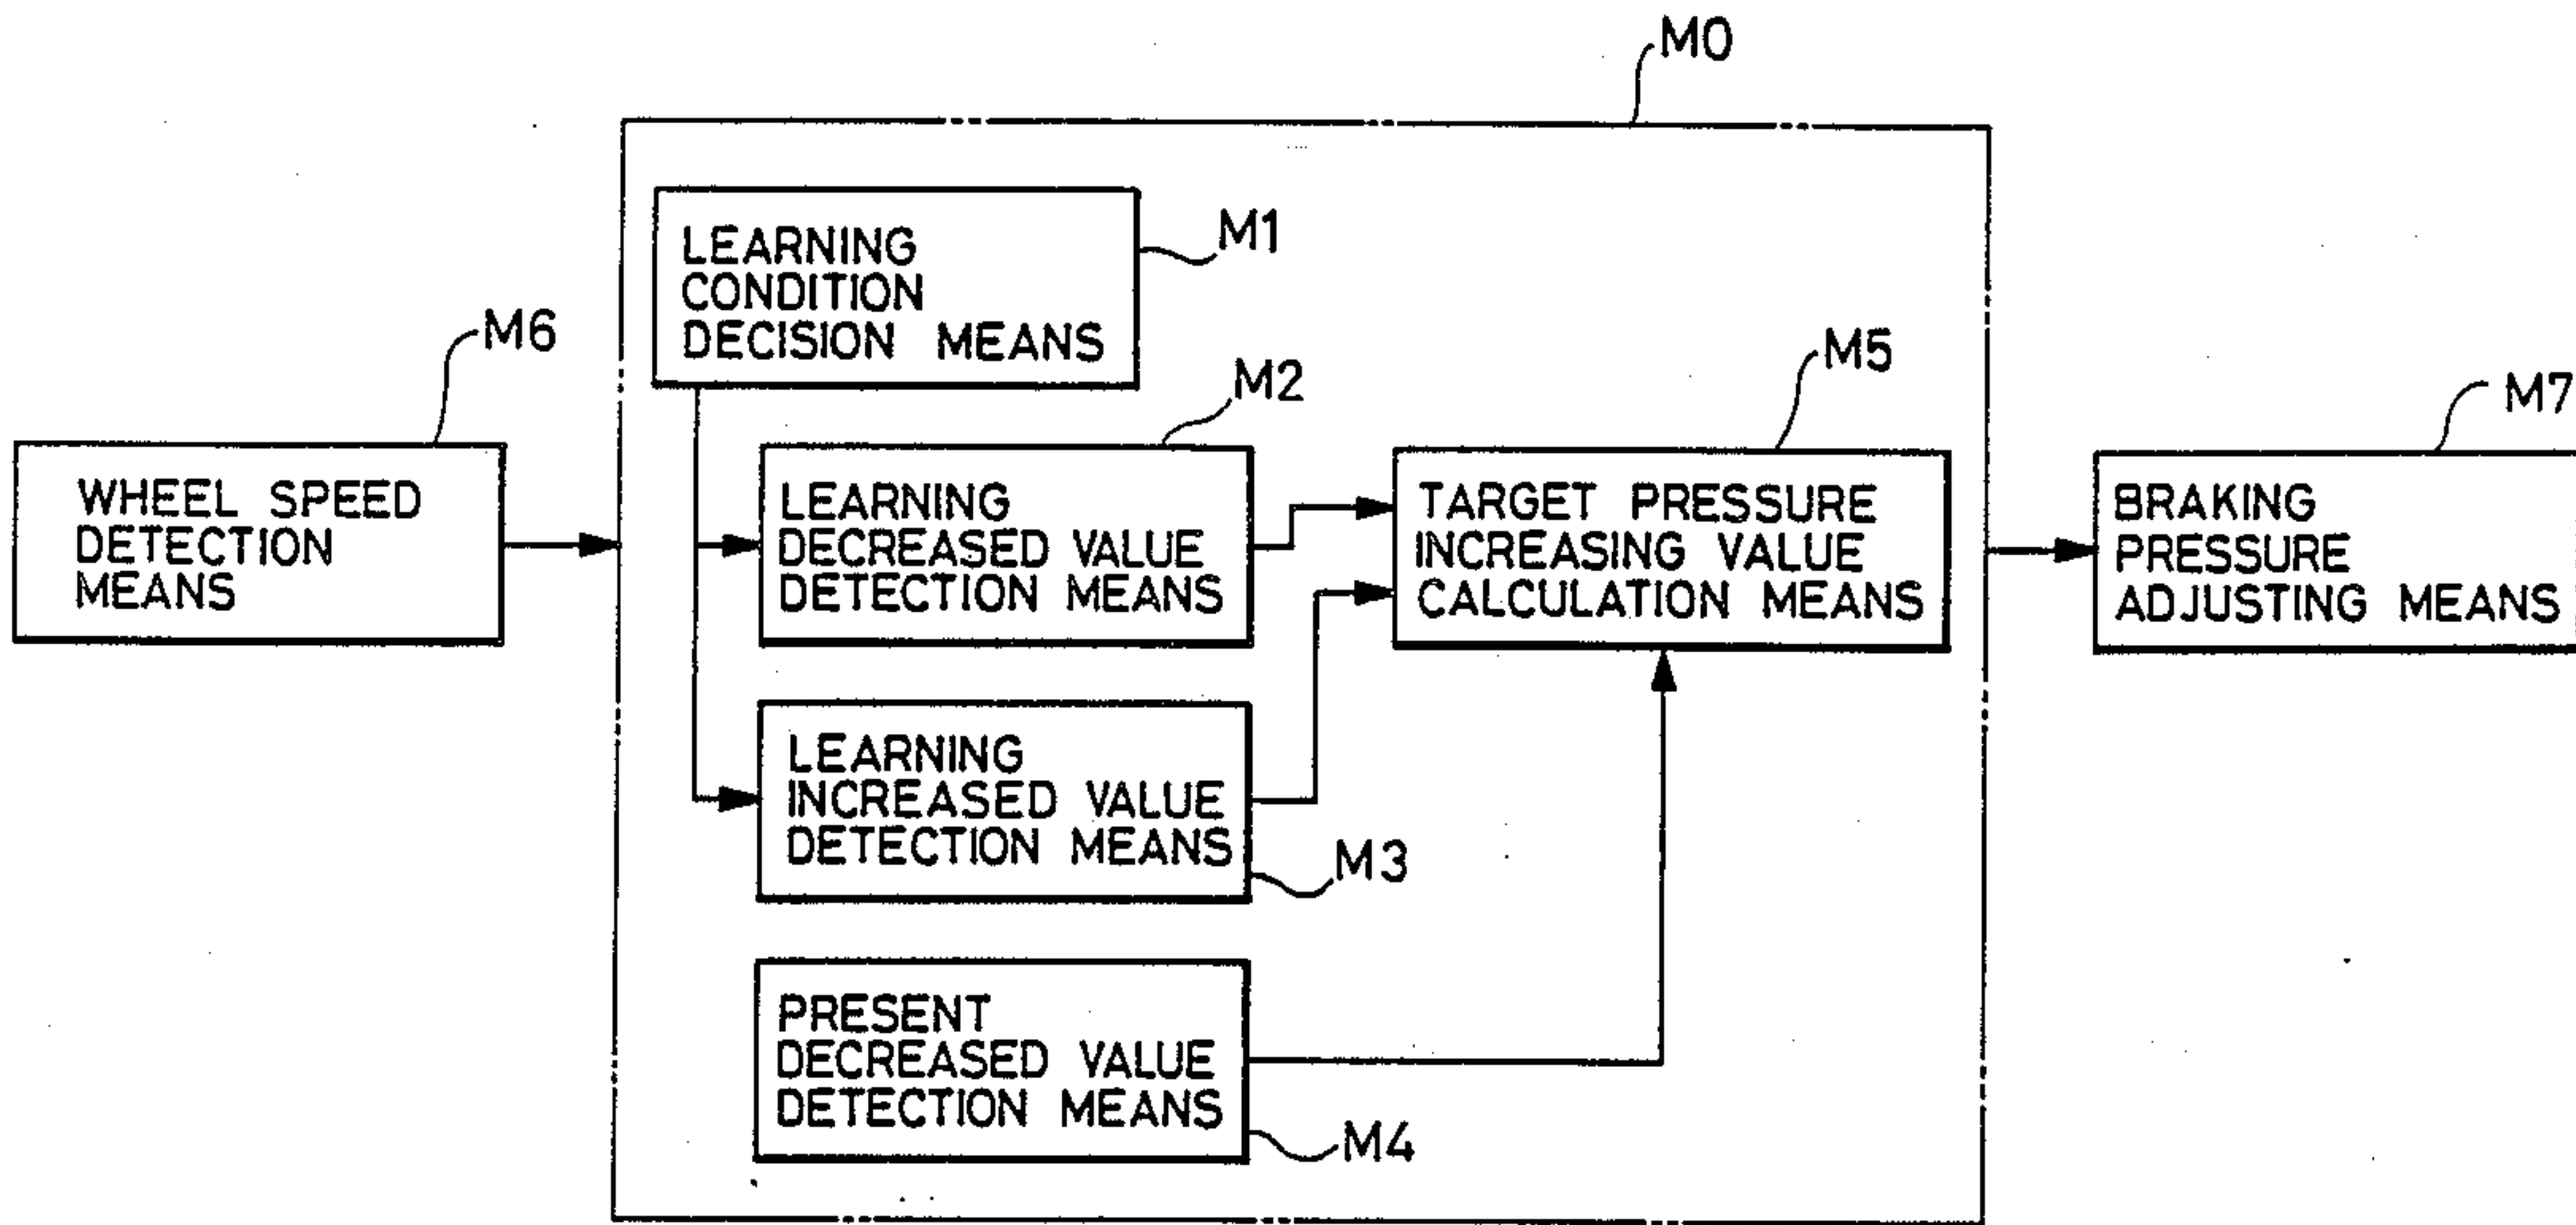 M0
LEARNING
CONDITION
DECISION MEANS
M1
M6
WHEEL SPEED
DETECTION
MEANS
M2
LEARNING
DECREASED VALUE
DETECTION MEANS
M5
TARGET PRESSURE
INCREASING VALUE
CALCULATION MEANS
M7
BRAKING
PRESSURE
ADJUSTING MEANS
LEARNING
INCREASED VALUE
DETECTION MEANS
M3
PRESENT
DECREASED VALUE
DETECTION MEANS
M4